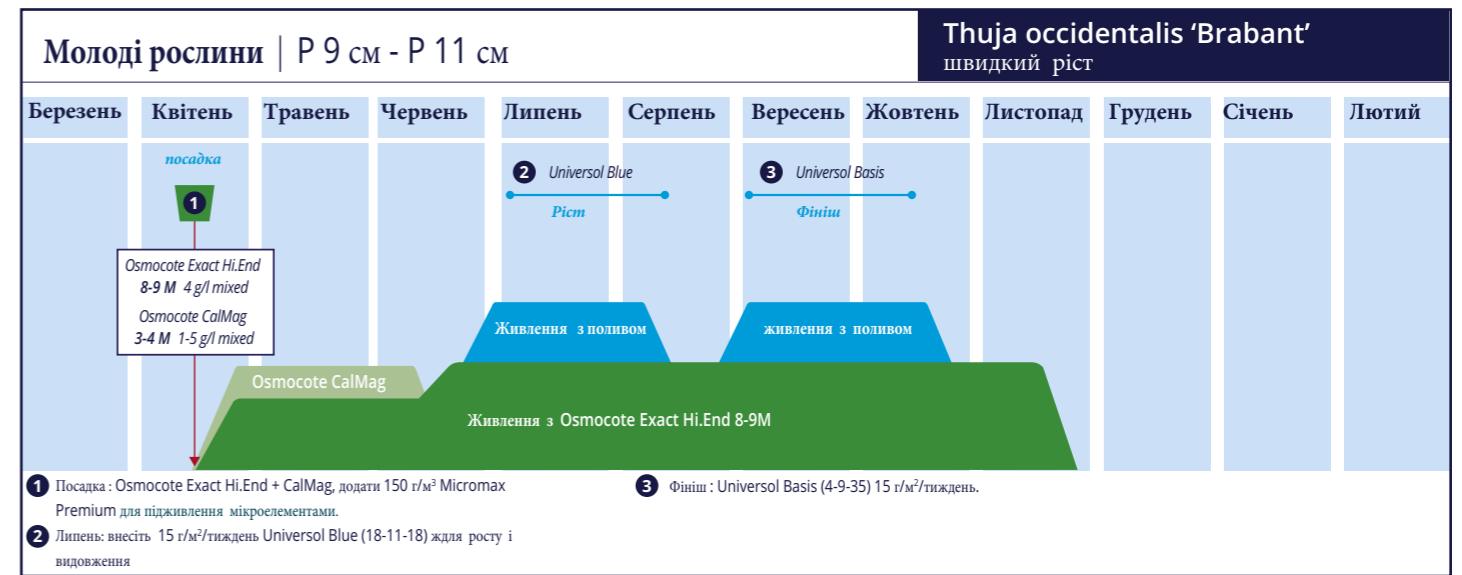 Молоді рослини | P 9 см - P 11 см
Thuja occidentalis ‘Brabant’
швидкий ріст
Березень Квітень Травень Червень Липень Серпень Вересень Жовтень Листопад Грудень Січень Лютий
посадка
1
2 Universol Blue
Ріст
3 Universol Basis
Фініш
Osmocote Exact Hi.End
8-9 M 4 g/l mixed
Osmocote CalMag
3-4 M 1-5 g/l mixed
Живлення з поливом
живлення з поливом
Osmocote CalMag
Живлення з Osmocote Exact Hi.End 8-9M
1 Посадка : Osmocote Exact Hi.End + CalMag, додати 150 г/м³ Micromax
Premium для підживлення мікроелементами.
2 Липень: внесіть 15 г/м²/тиждень Universol Blue (18-11-18) ждля росту і
видовження
3 Фініш : Universol Basis (4-9-35) 15 г/м²/тиждень.